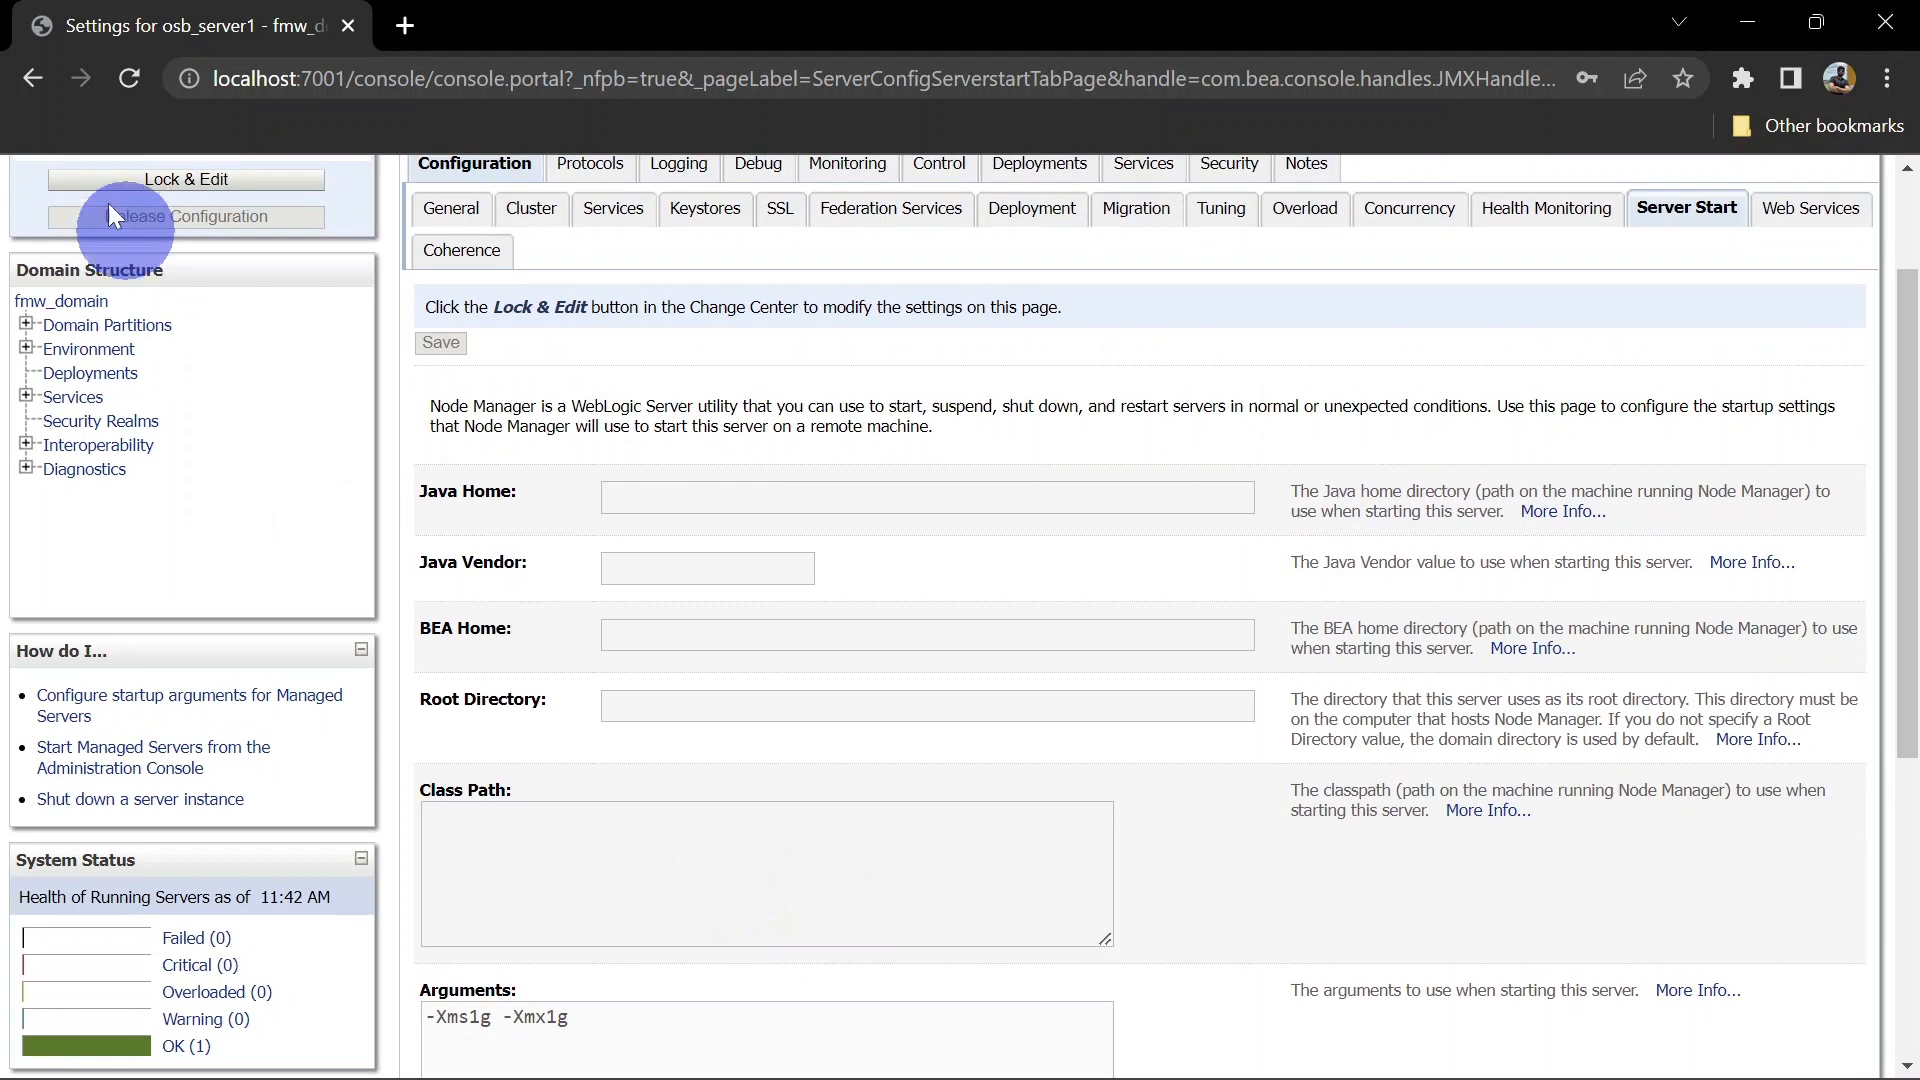 Settings for osb_server1 - fmw_d
localhost:7001/console/console.portal?_nfpb=true&_pageLabel=ServerConfigServerstartTabPage&handle=com.bea.console.handles.JMXHandle...
Other bookmarks
Configuration Protocols Logging Debug Monitoring Control Deployments Services Security Notes
Lock & Edit
Configuration
General Cluster Services Keystores SSL Federation Services Deployment Migration Tuning Overload Concurrency Health Monitoring Server Start Web Services
Coherence
Domain Structure
fmw_domain
Domain Partitions
Environment
Deployments
Services
Security Realms
Interoperability
Diagnostics
How do I...
Configure startup arguments for Managed
Servers
Start Managed Servers from the
Administration Console
Shut down a server instance
System Status
Health of Running Servers as of 11:42 AM
Failed (0)
Critical (0)
Overloaded (0)
Warning (0)
OK (1)
Click the Lock & Edit button in the Change Center to modify the settings on this page.
Save
Node Manager is a WebLogic Server utility that you can use to start, suspend, shut down, and restart servers in normal or unexpected conditions. Use this page to configure the startup settings
that Node Manager will use to start this server on a remote machine.
Java Home:
The Java home directory (path on the machine running Node Manager) to
use when starting this server. More Info...
Java Vendor:
The Java Vendor value to use when starting this server. More Info...
BEA Home:
The BEA home directory (path on the machine running Node Manager) to use
when starting this server. More Info...
Root Directory:
The directory that this server uses as its root directory. This directory must be
on the computer that hosts Node Manager. If you do not specify a Root
Directory value, the domain directory is used by default. More Info...
Class Path:
The classpath (path on the machine running Node Manager) to use when
starting this server. More Info...
Arguments:
The arguments to use when starting this server. More Info...
-Xms1g -Xmx1g